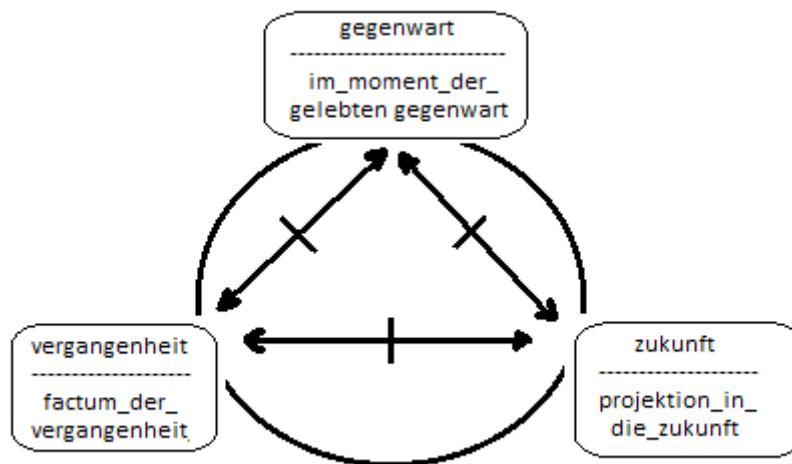 gegenwart
im_moment_der_
gelebten gegenwart
vergangenheit
factum_der_
vergangenheit
zukunft
projektion_in_
die_zukunft